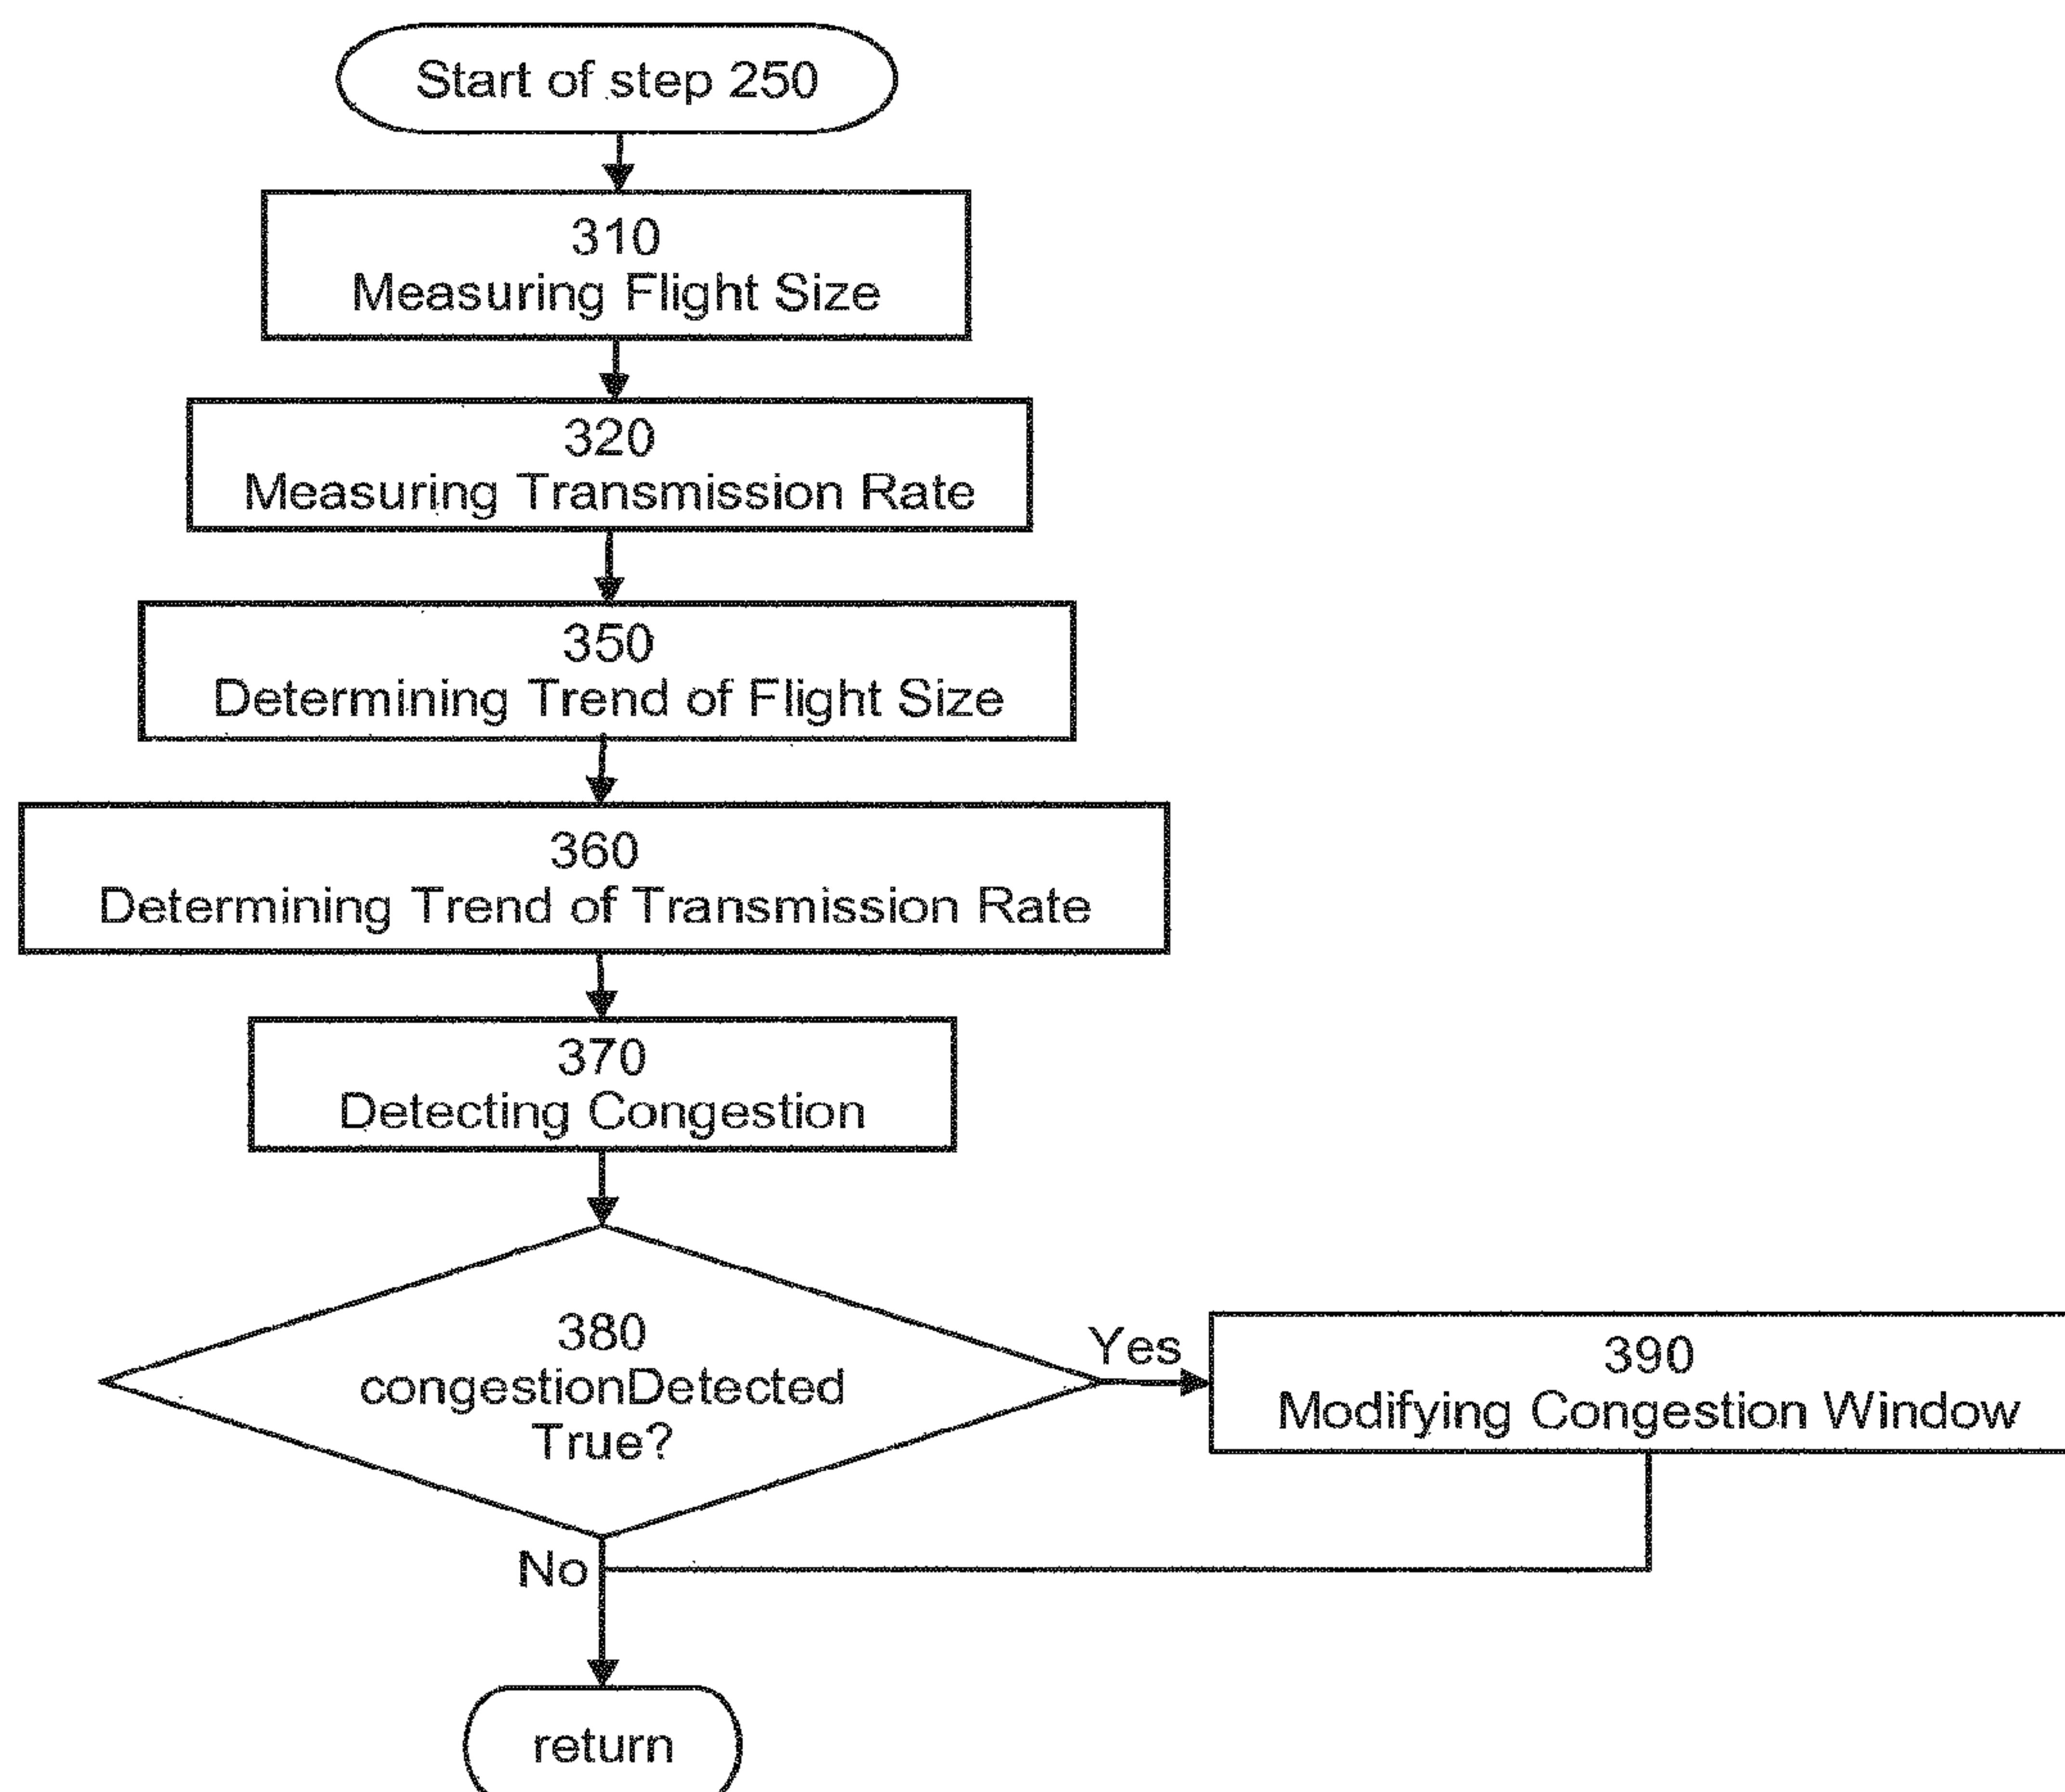 Start of step 250
310
Measuring Flight Size
320
Measuring Transmission Rate
350
Determining Trend of Flight Size
360
Determining Trend of Transmission Rate
370
Detecting Congestion
380
congestionDetected
True?
Yes
390
Modifying Congestion Window
No
return